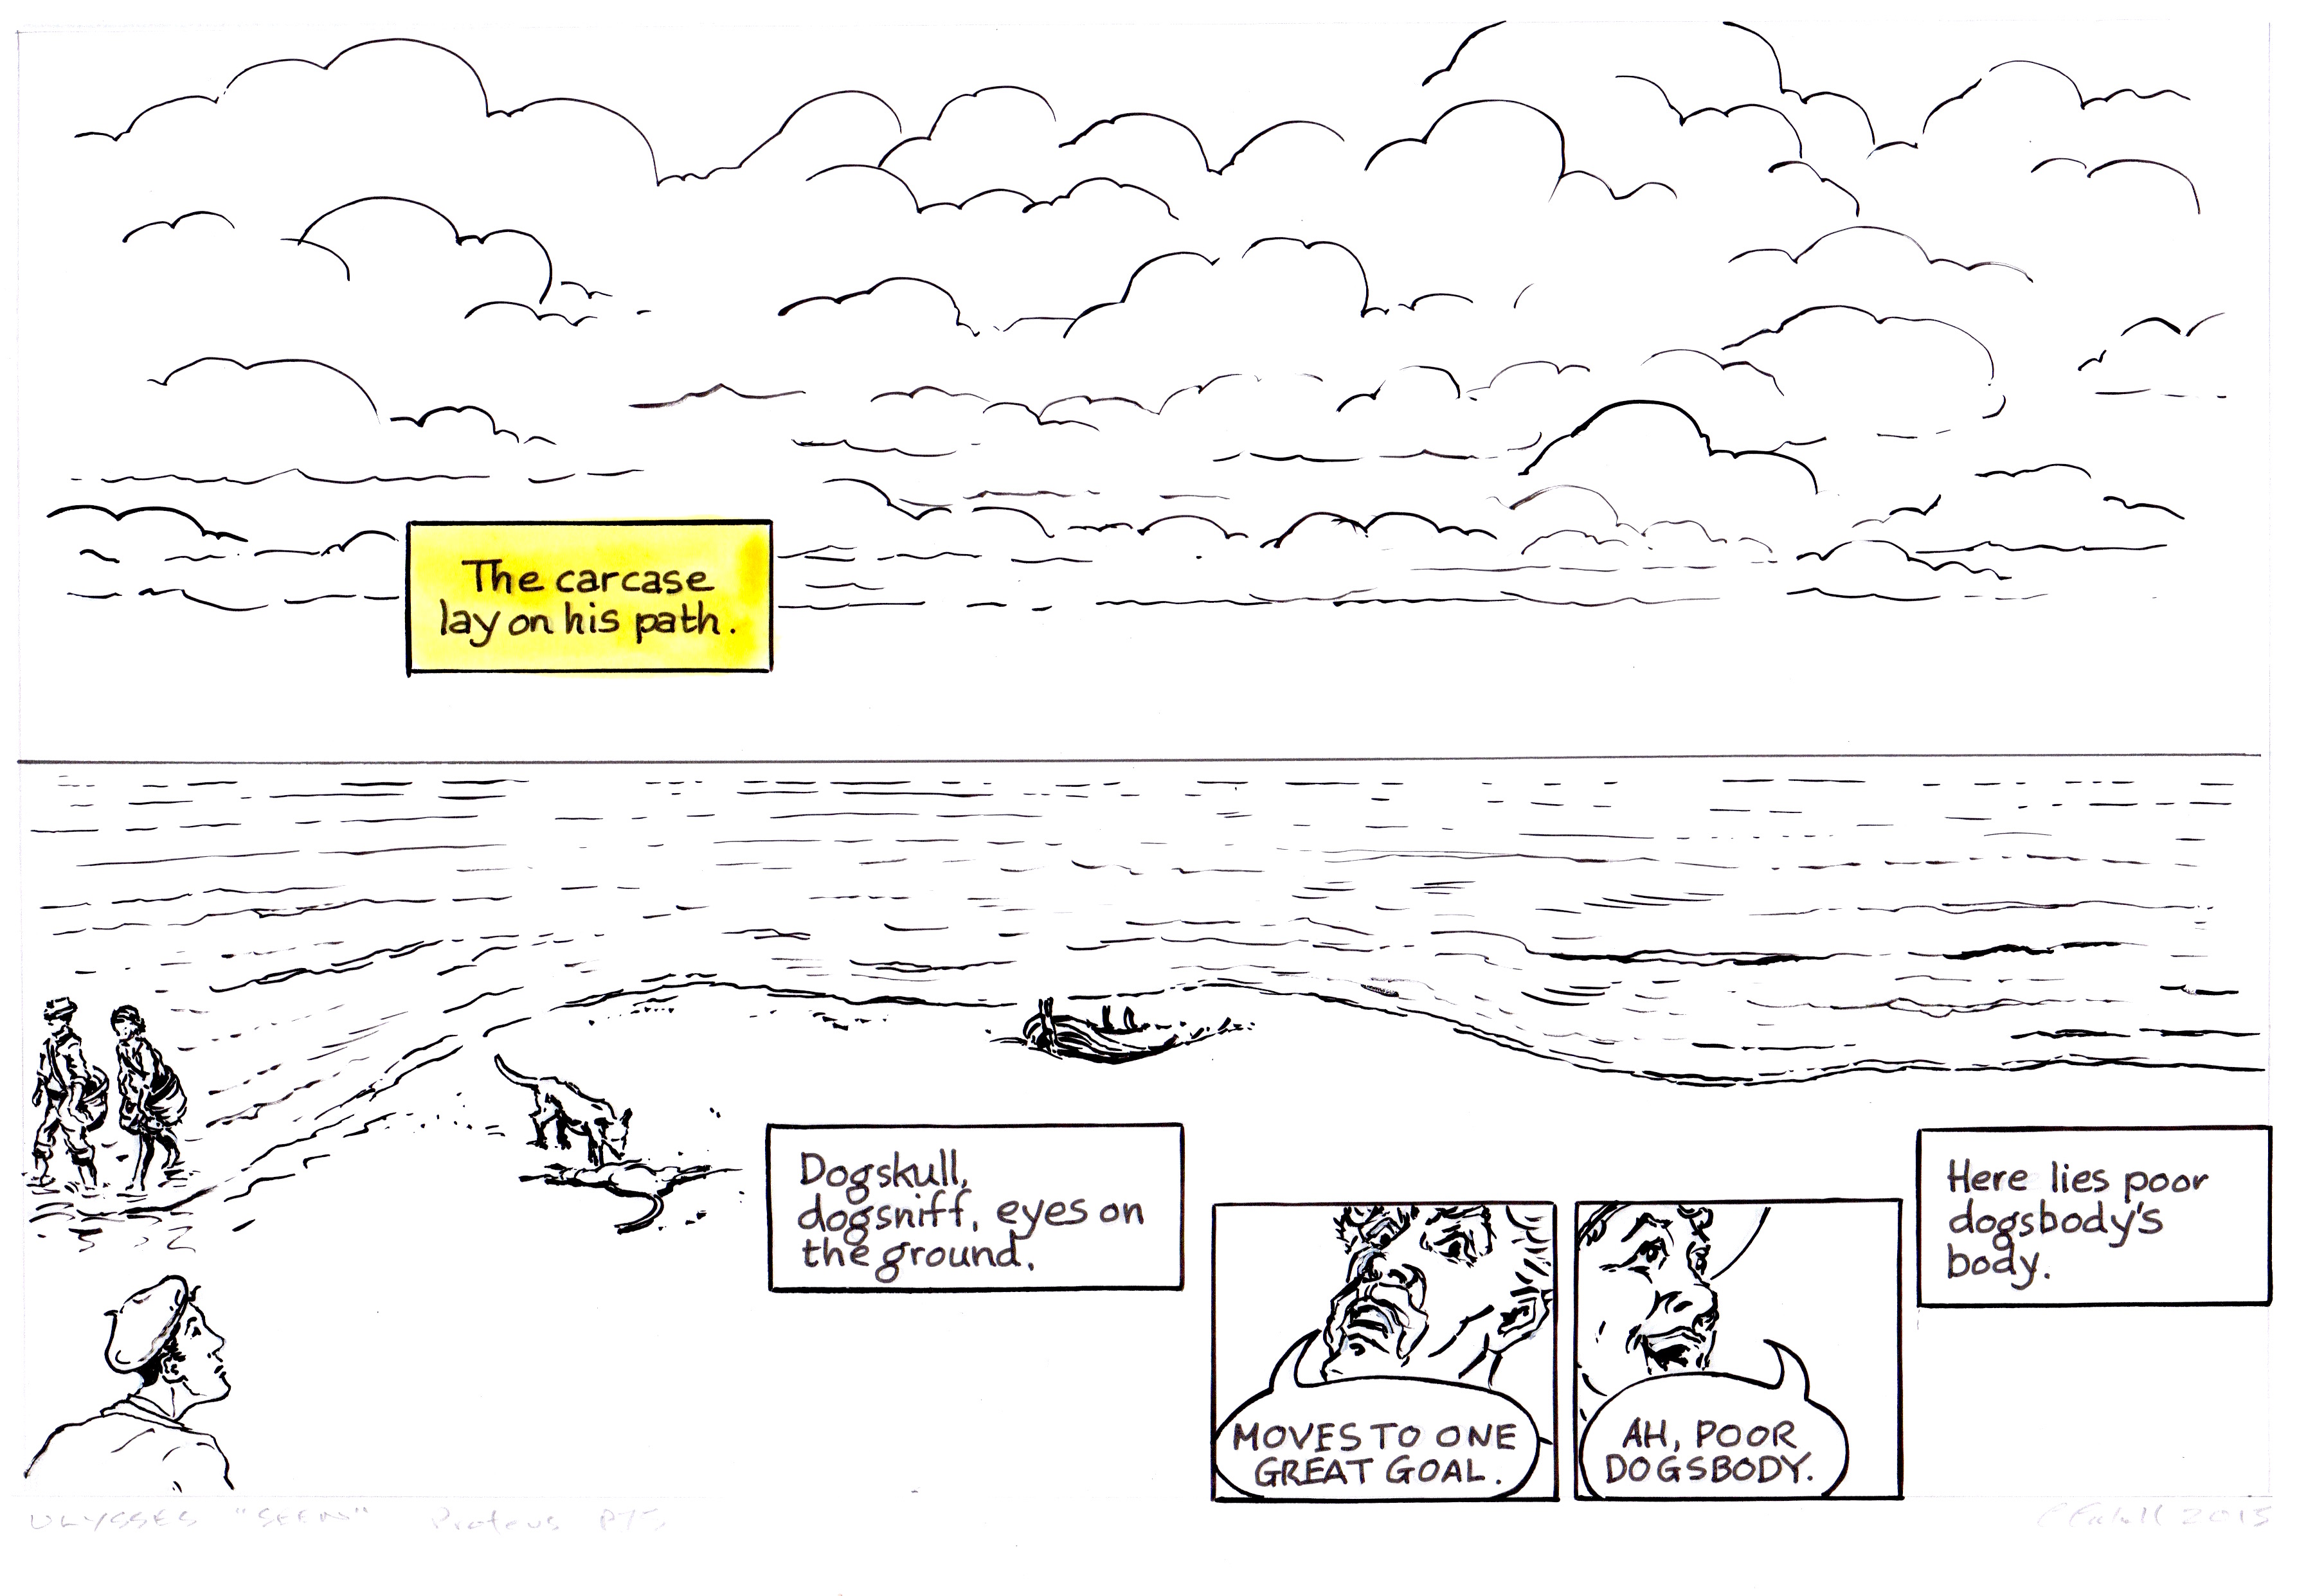 The carcase
lay on his path.
Dogskull,
dogsniff, eyes on
the ground.
MOVES TO ONE
GREAT GOAL.
AH, POOR
DOGSBODY.
Here lies poor
dogsbody's
body.
ULYSSES "SEEN" Proteus
2015